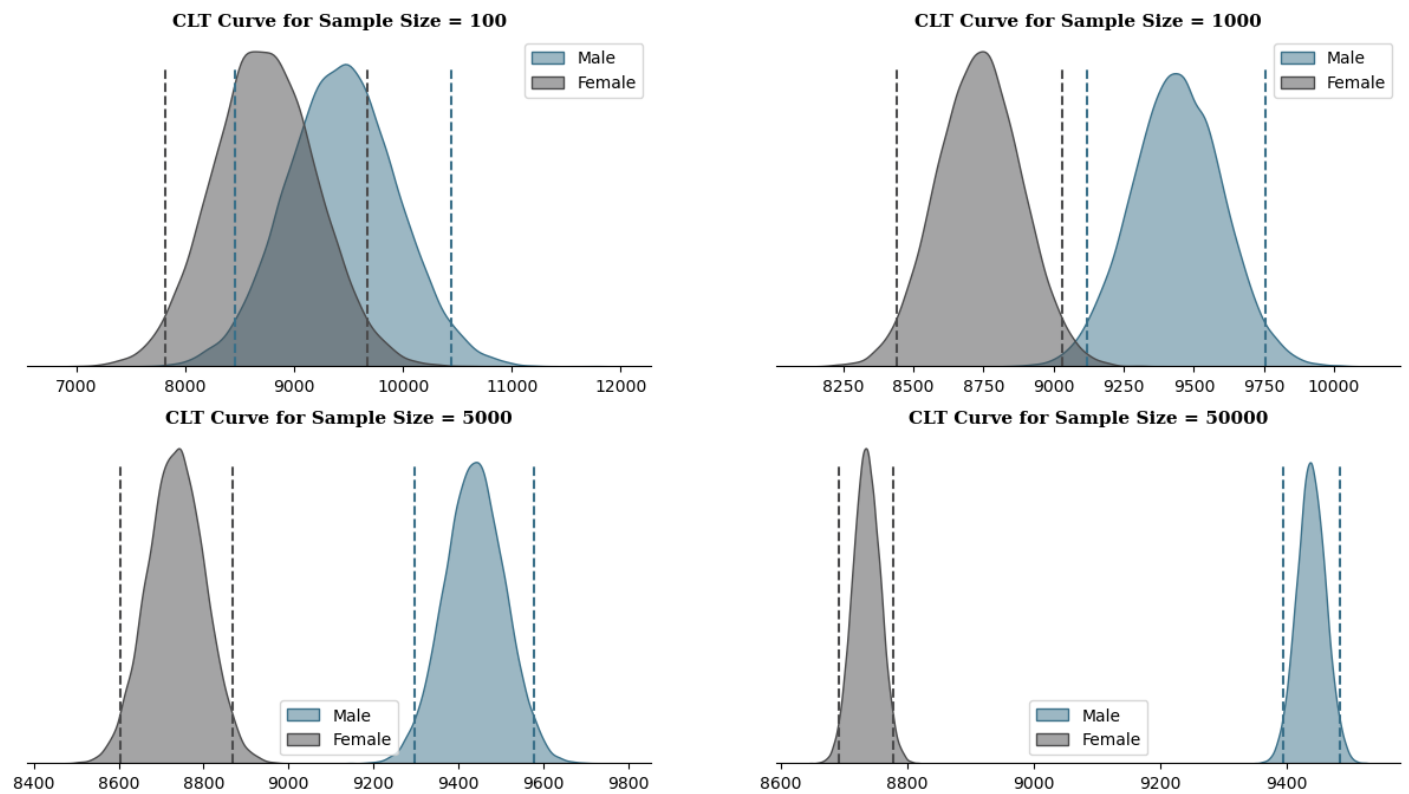 CLT Curve for Sample Size = 100
Male
Female
7000 8000 9000 10000 11000 12000
CLT Curve for Sample Size = 1000
Male
Female
8250 8500 8750 9000 9250 9500 9750 10000
CLT Curve for Sample Size = 5000
Male
Female
8400 8600 8800 9000 9200 9400 9600 9800
CLT Curve for Sample Size = 50000
Male
Female
8600 8800 9000 9200 9400